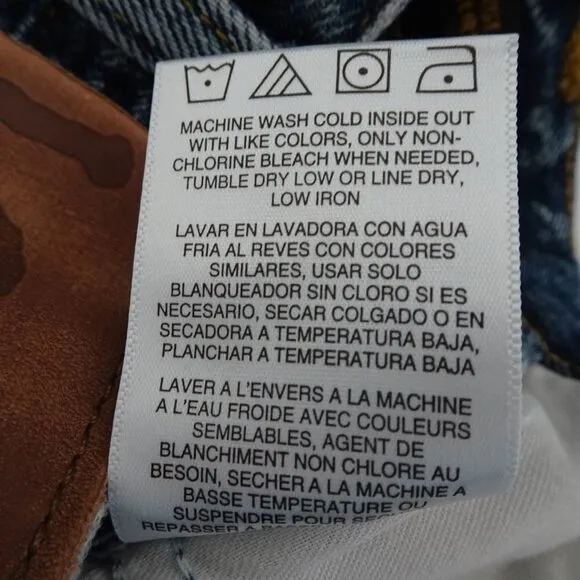 MACHINE WASH COLD INSIDE OUT
WITH LIKE COLORS, ONLY NON-
CHLORINE BLEACH WHEN NEEDED,
TUMBLE DRY LOW OR LINE DRY,
LOW IRON
LAVAR EN LAVADORA CON AGUA
FRIA AL REVES CON COLORES
SIMILARES, USAR SOLO
BLANQUEADOR SIN CLORO SI ES
NECESARIO, SECAR COLGADO O EN
SECADORA A TEMPERATURA BAJA,
PLANCHAR A TEMPERATURA BAJA
LAVER A L'ENVERS A LA MACHINE
A L'EAU FROIDE AVEC COULEURS
SEMBLABLES, AGENT DE
BLANCHIMENT NON CHLORE AU
BESOIN, SECHER A LA MACHINE A
BASSE TEMPERATURE OU
SUSPENDRE POUR
REPASSER A